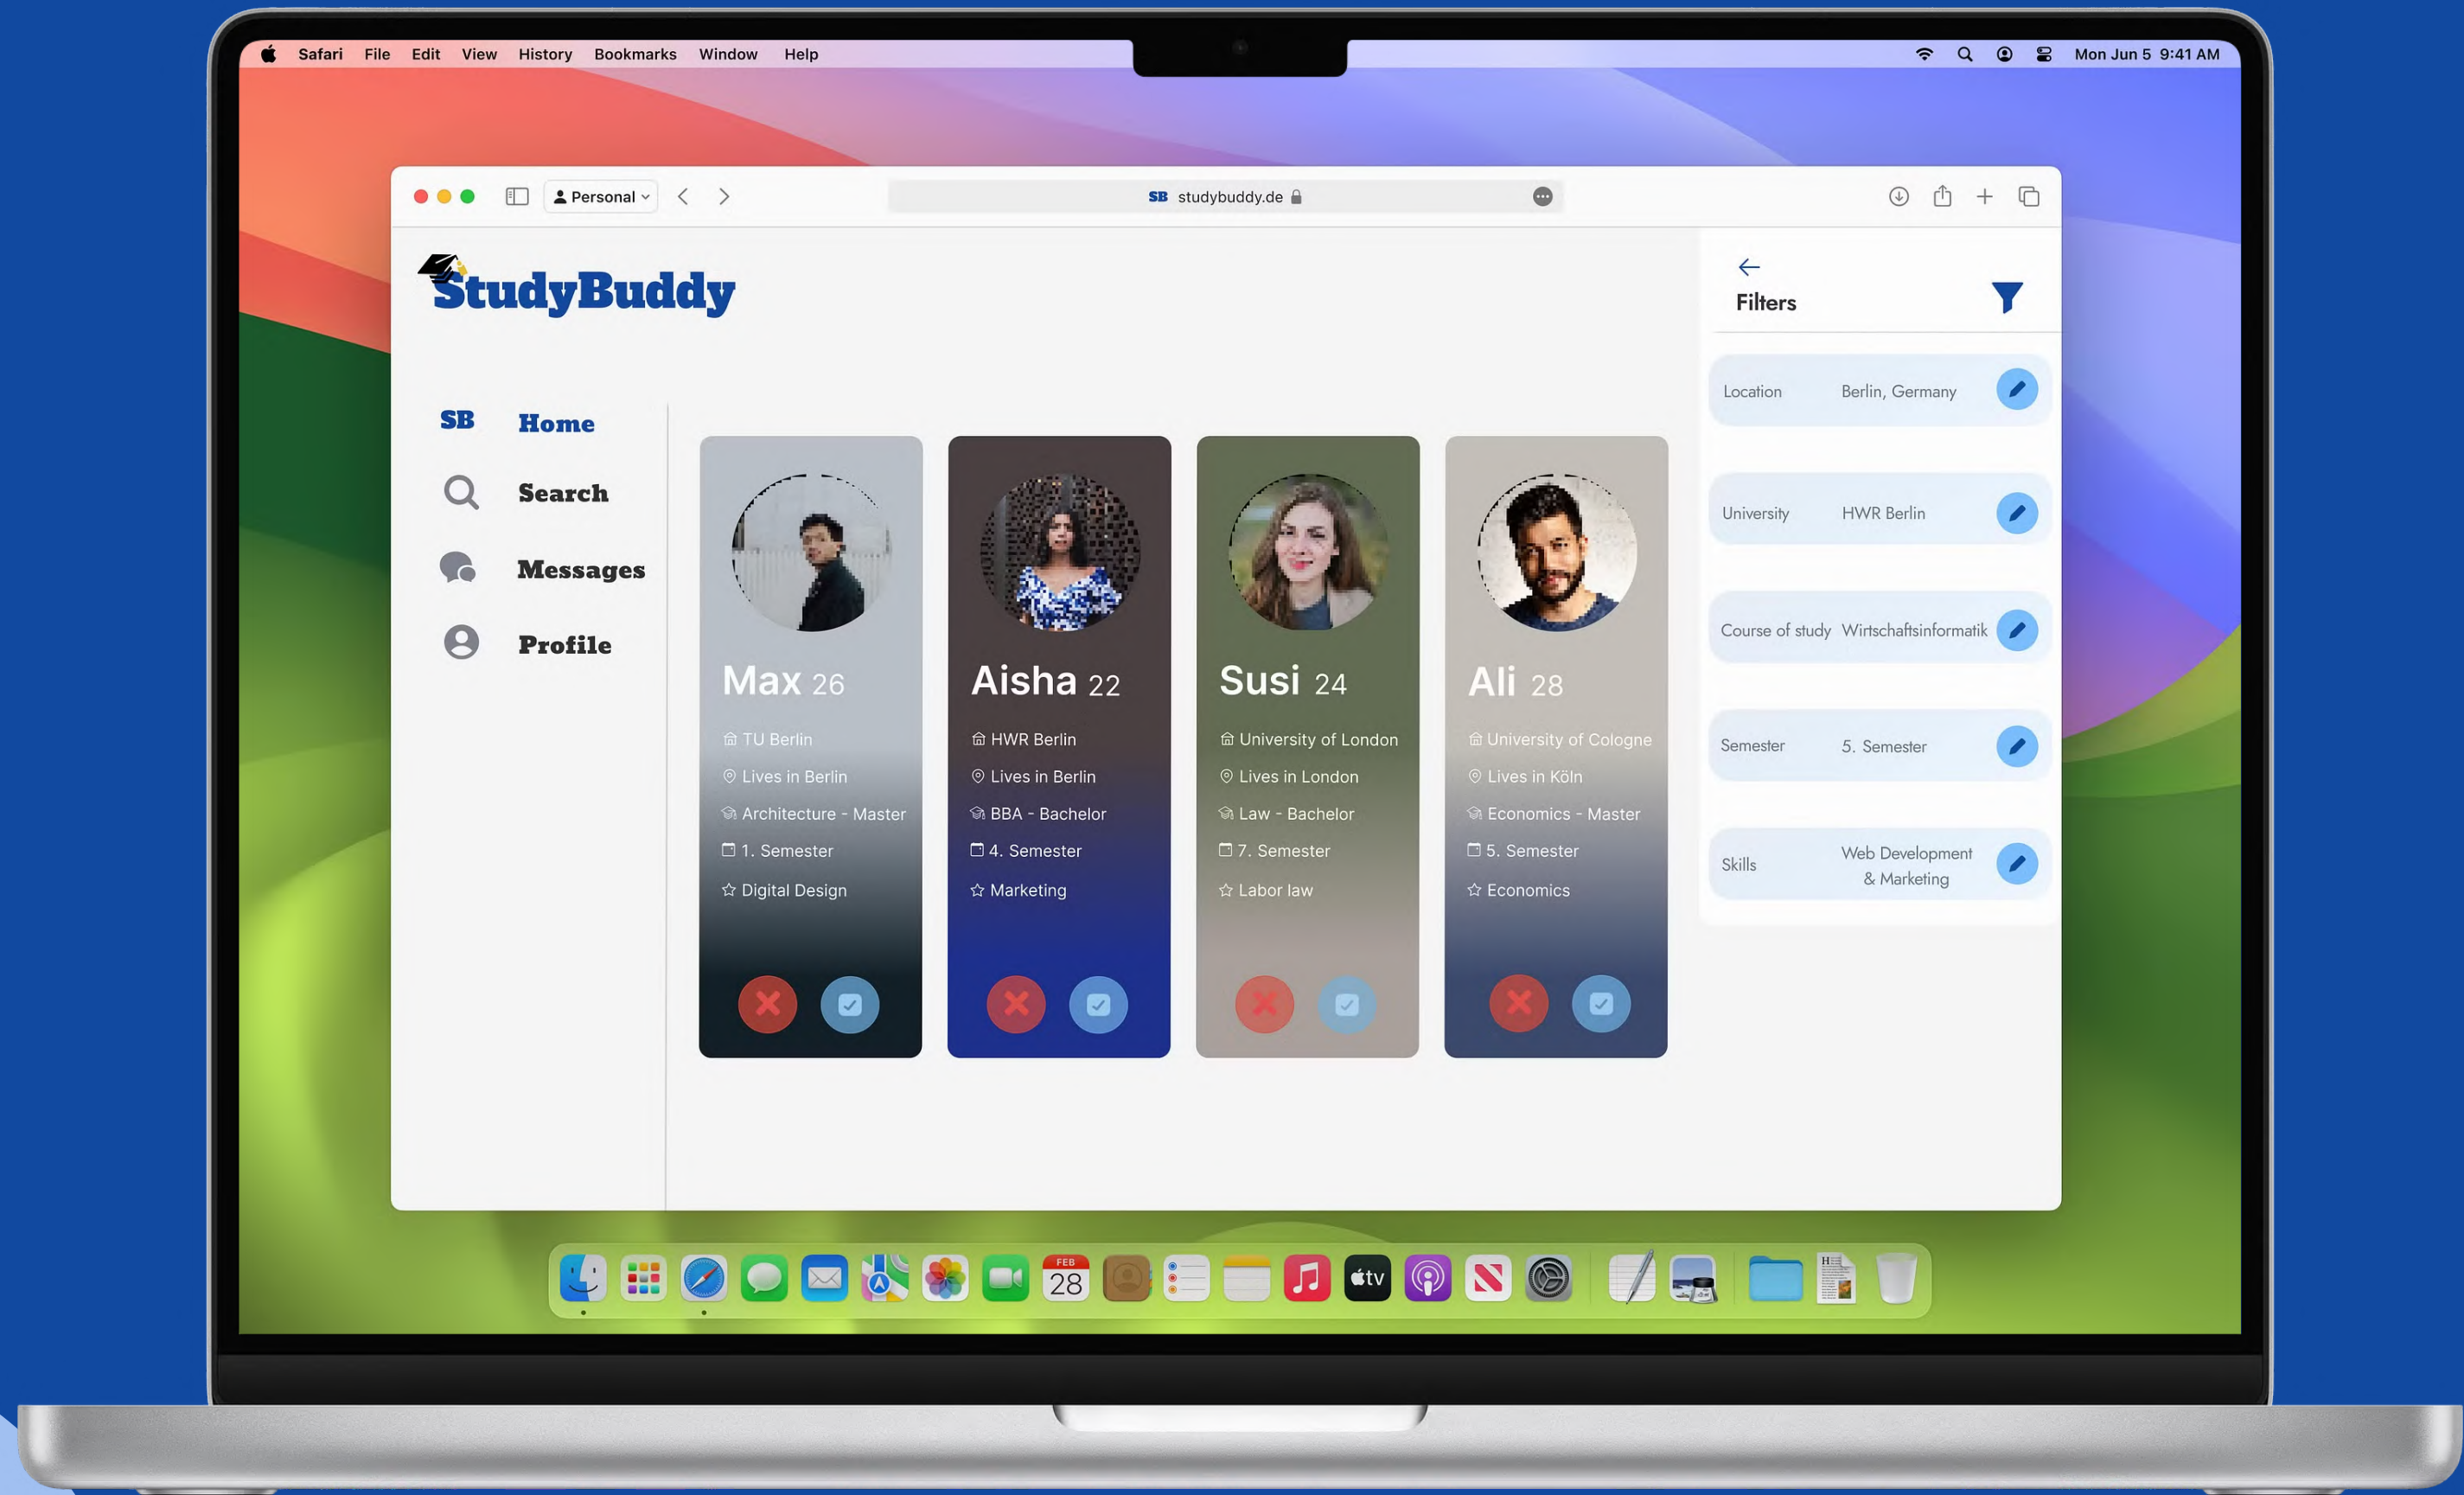 Safari File Edit View History Bookmarks Window Help
Mon Jun 5 9:41 AM
Personal
SB studybuddy.de
StudyBuddy
SB Home
Search
Messages
Profile
Max 26
TU Berlin
Lives in Berlin
Architecture - Master
1. Semester
Digital Design
Aisha 22
HWR Berlin
Lives in Berlin
BBA - Bachelor
4. Semester
Marketing
Susi 24
University of London
Lives in London
Law - Bachelor
7. Semester
Labor law
Ali 28
University of Cologne
Lives in Köln
Economics - Master
5. Semester
Economics
Filters
Location Berlin, Germany
University HWR Berlin
Course of study Wirtschaftsinformatik
Semester 5. Semester
Skills Web Development
& Marketing
FEB
28
tv